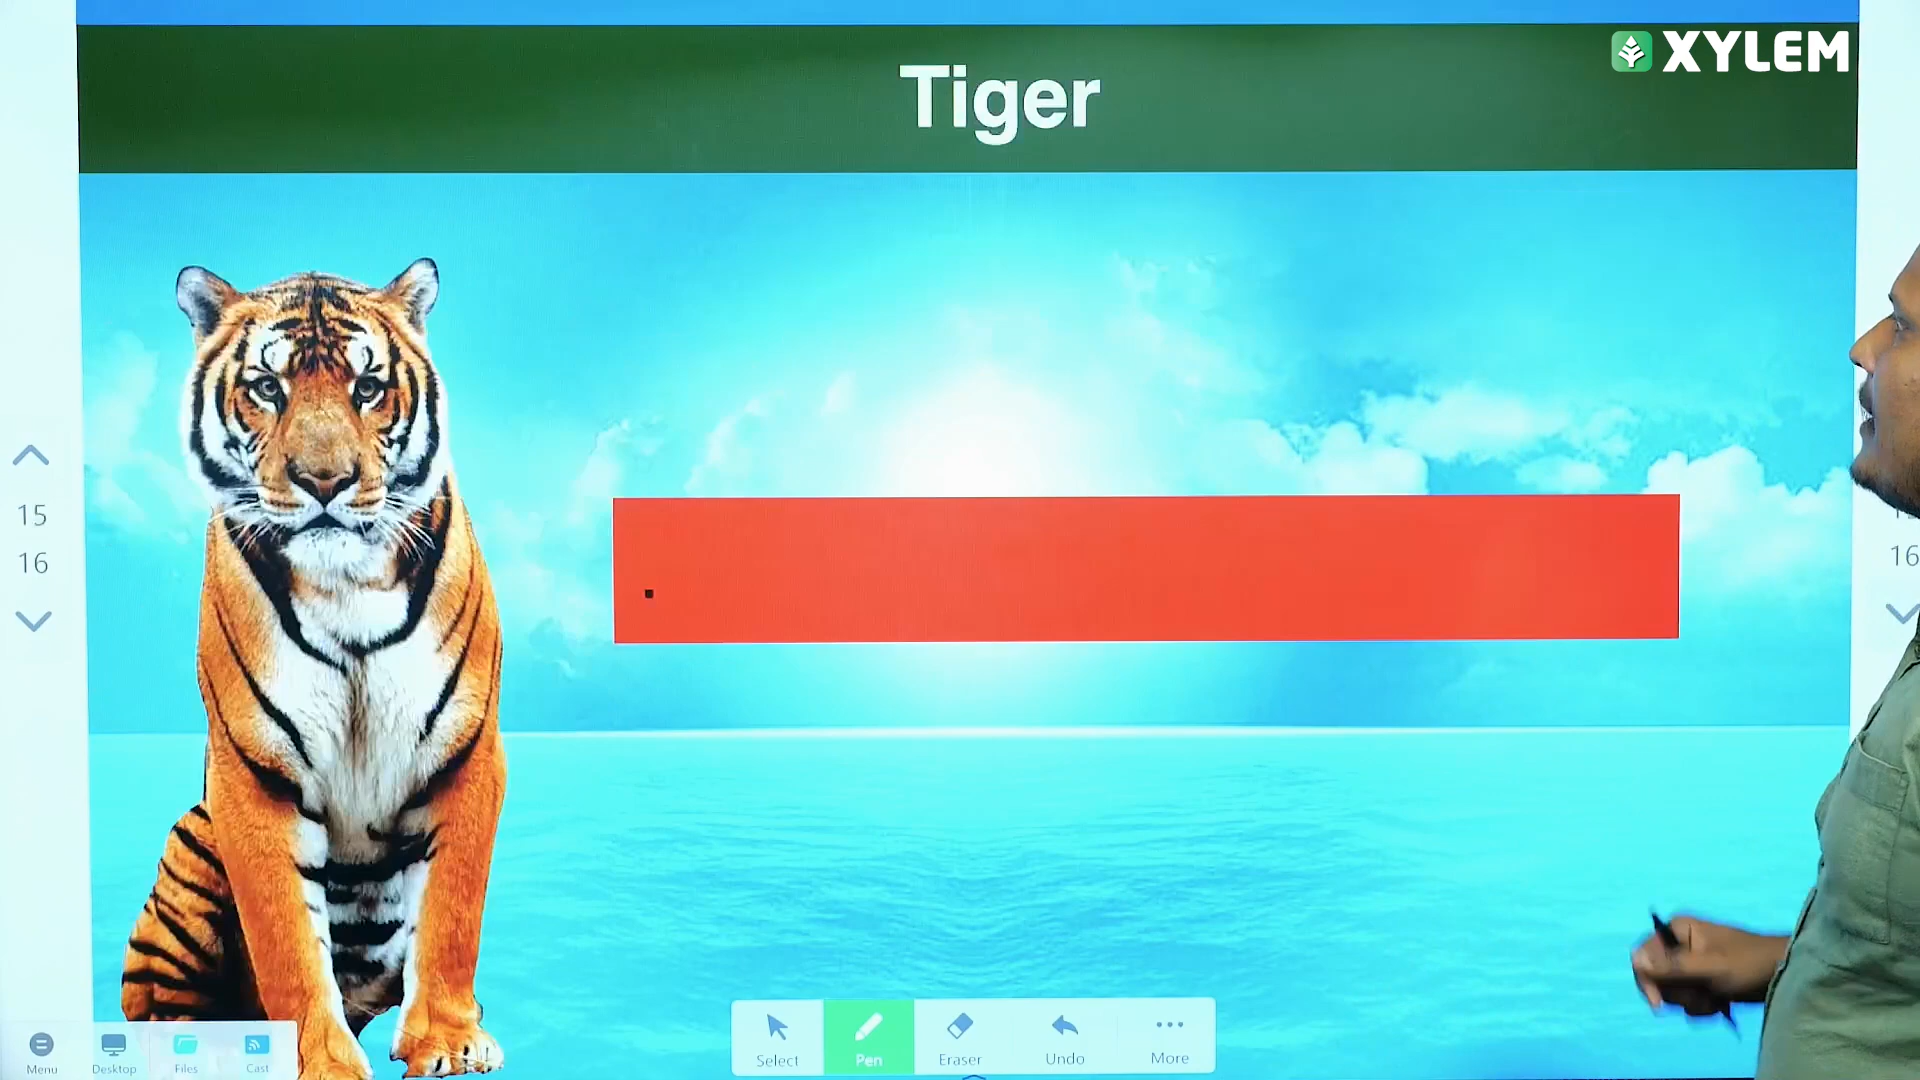 XYLEM
Tiger
15
16
16
Select
Pen
Eraser
Undo
More
Menu
Desktop
Files
Cast